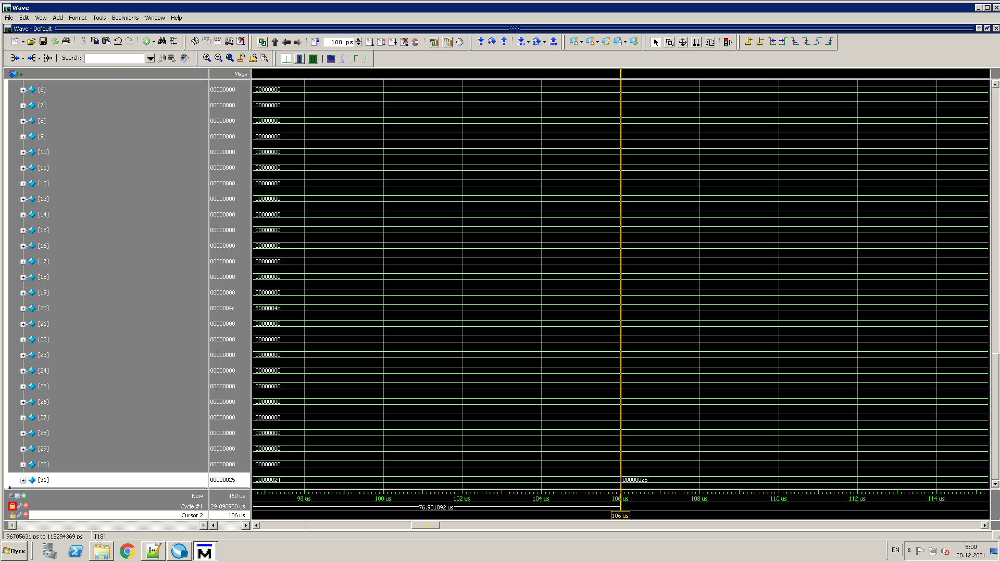 Wave
File Edit View Add Format Tools Bookmarks Window Help
Wave - Default
100 ps
Search:
Msgs
[6] 00000000 00000000
[7] 00000000 00000000
[8] 00000000 00000000
[9] 00000000 00000000
[10] 00000000 00000000
[11] 00000000 00000000
[12] 00000000 00000000
[13] 00000000 00000000
[14] 00000000 00000000
[15] 00000000 00000000
[16] 00000000 00000000
[17] 00000000 00000000
[18] 00000000 00000000
[19] 00000000 00000000
[20] 8000004c 8000004c
[21] 00000000 00000000
[22] 00000000 00000000
[23] 00000000 00000000
[24] 00000000 00000000
[25] 00000000 00000000
[26] 00000000 00000000
[27] 00000000 00000000
[28] 00000000 00000000
[29] 00000000 00000000
[30] 00000000 00000000
[31] 00000025 00000024 00000025
Now 460 us 98 us 100 us 102 us 104 us 106 us 108 us 110 us 112 us 114 us
Cycle #1 29.098908 us 76.901092 us
Cursor 2 106 us 106 us
96705631 ps to 115294369 ps [18]
Пуск EN 5:00
28.12.2021